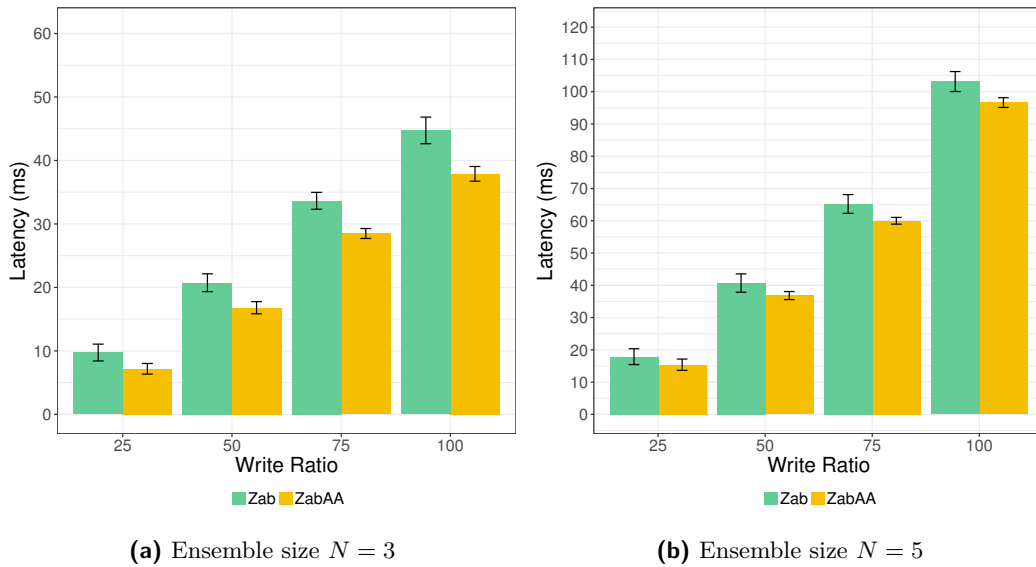 60
50
40
30
20
10
0
Latency (ms)
25 50 75 100
Write Ratio
Zab ZabAA
(a) Ensemble size N = 3
120
110
100
90
80
70
60
50
40
30
20
10
0
Latency (ms)
25 50 75 100
Write Ratio
Zab ZabAA
(b) Ensemble size N = 5